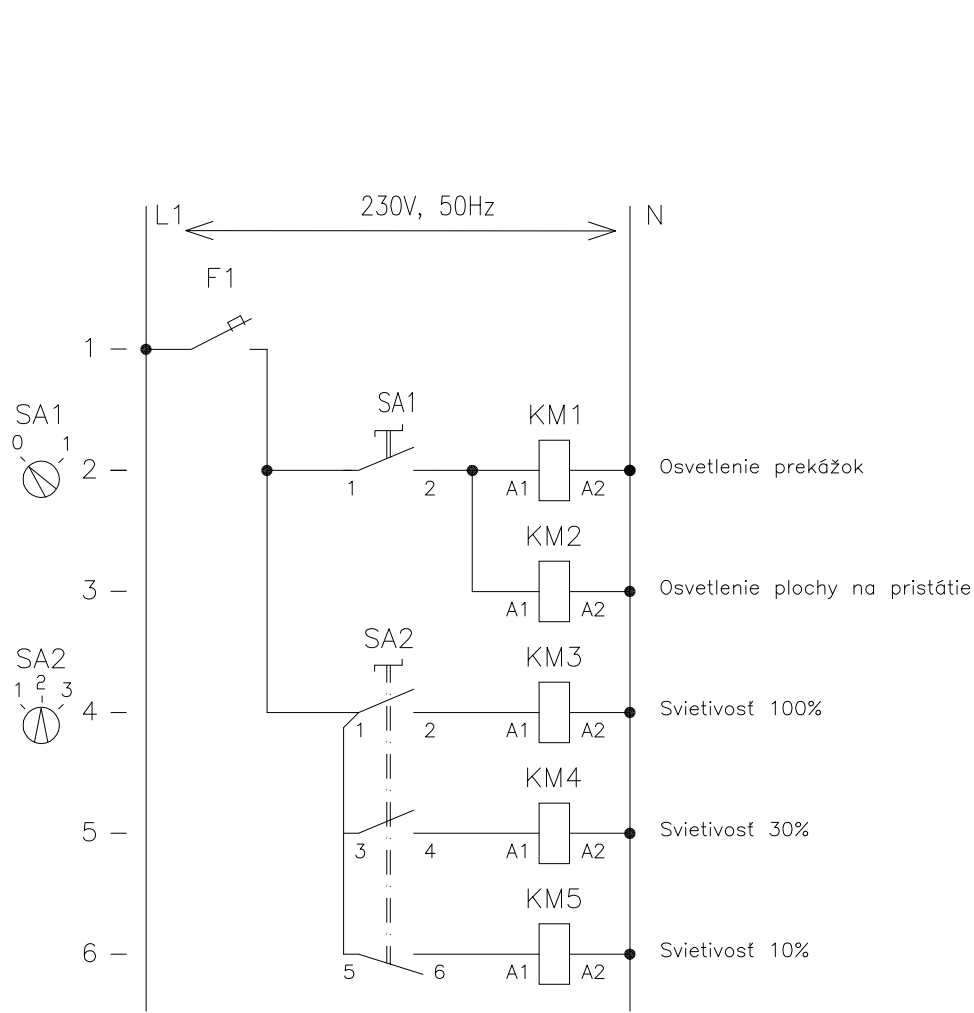 230V, 50Hz
L1
N
F1
1
SA1
0 1
2
SA1
1 2
KM1
A1 A2
Osvetlenie prekážok
KM2
3
A1 A2
Osvetlenie plochy na pristátie
SA2
1 2 3
4
SA2
1 2
KM3
A1 A2
Svietivosť 100%
KM4
5
3 4
A1 A2
Svietivosť 30%
KM5
6
5 6
A1 A2
Svietivosť 10%